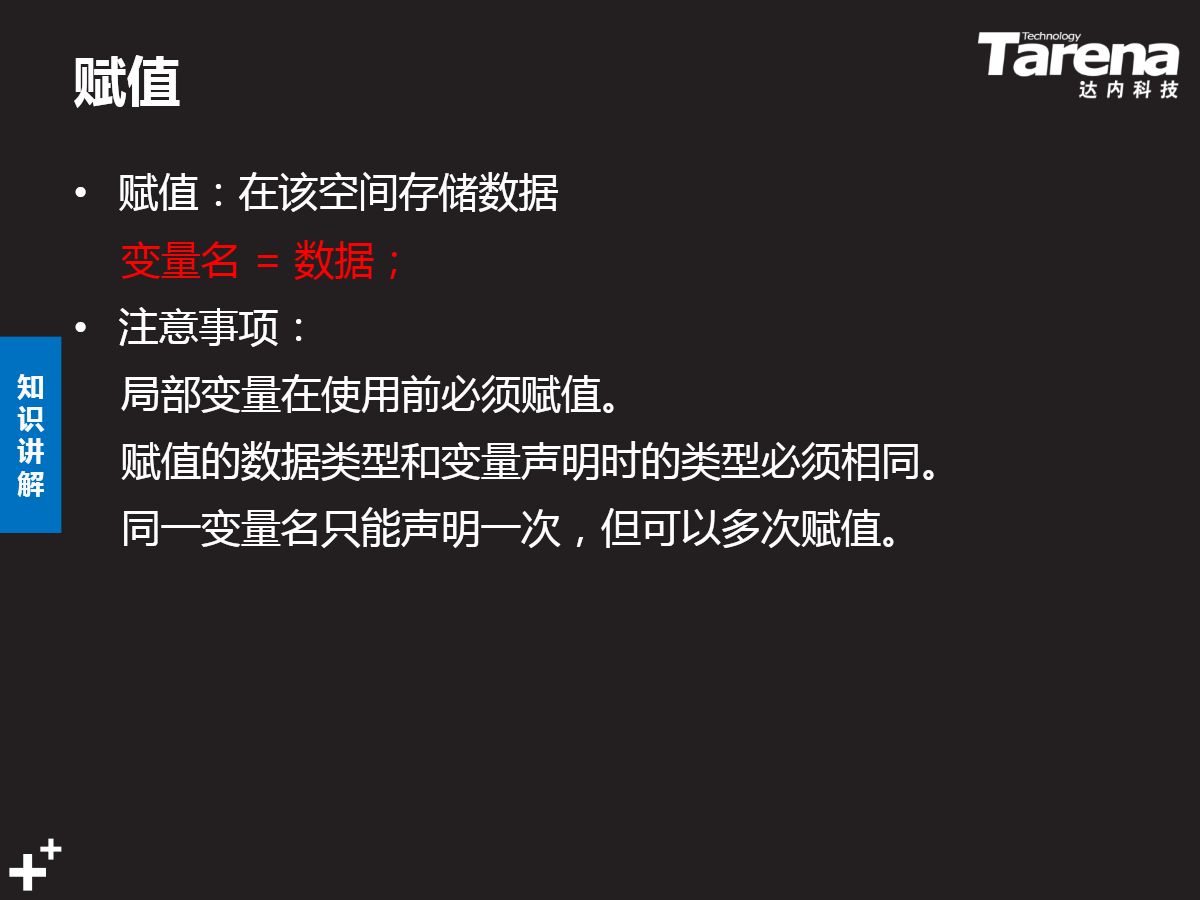 赋值
Technology
Tarena
达内科技
• 赋值：在该空间存储数据
变量名 = 数据；
• 注意事项：
局部变量在使用前必须赋值。
赋值的数据类型和变量声明时的类型必须相同。
同一变量名只能声明一次，但可以多次赋值。
知识讲解